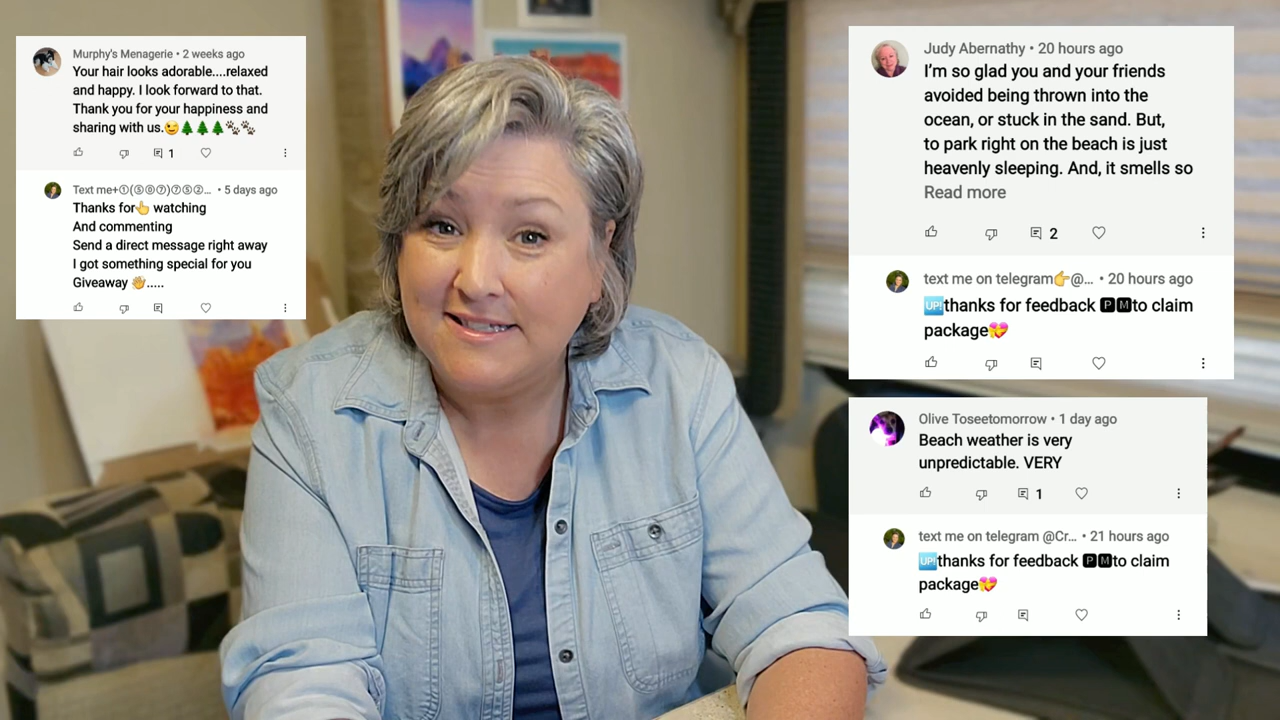 Murphy's Menagerie • 2 weeks ago
Your hair looks adorable....relaxed
and happy. I look forward to that.
Thank you for your happiness and
sharing with us.😉🌲🌲🌲🐾🐾
1
Text me+①(⑤⓪⑦)⑦⑤②... • 5 days ago
Thanks for👆 watching
And commenting
Send a direct message right away
I got something special for you
Giveaway 👋.....
Judy Abernathy • 20 hours ago
I'm so glad you and your friends
avoided being thrown into the
ocean, or stuck in the sand. But,
to park right on the beach is just
heavenly sleeping. And, it smells so
Read more
2
text me on telegram👉@... • 20 hours ago
🆙thanks for feedback 🅿🅼to claim
package💝
Olive Toseetomorrow • 1 day ago
Beach weather is very
unpredictable. VERY
1
text me on telegram @Cr... • 21 hours ago
🆙thanks for feedback 🅿🅼to claim
package💝